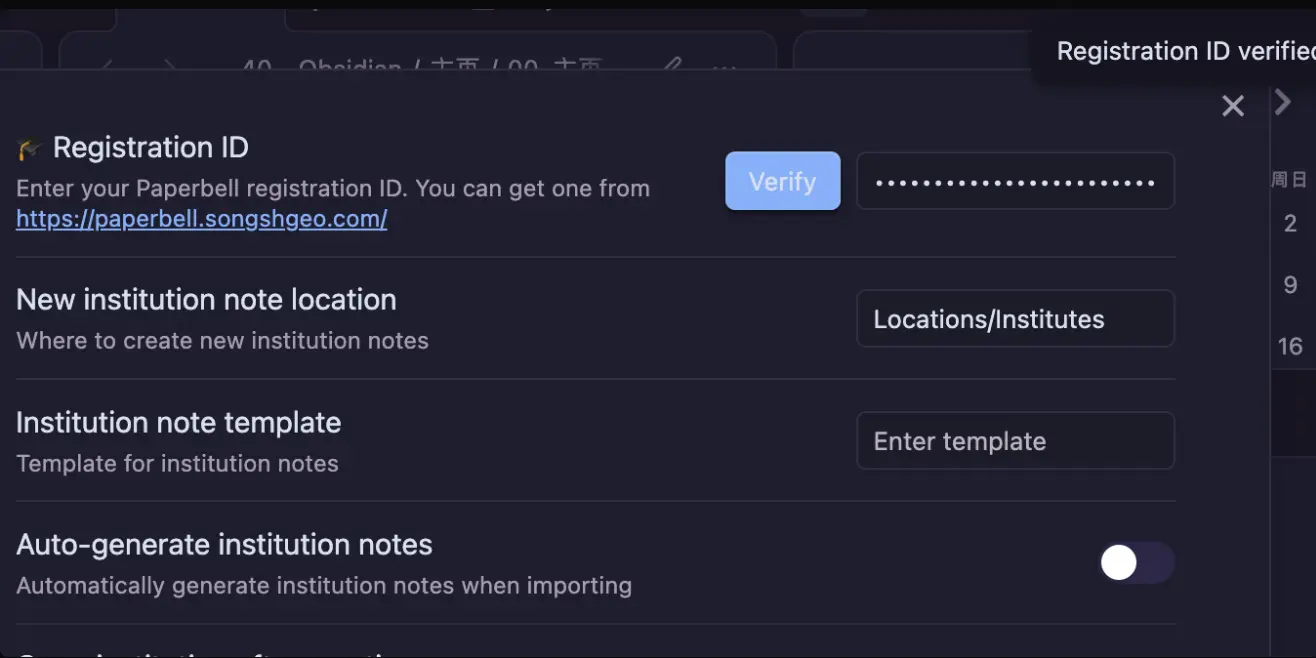 40 - Obsidian / 主页 / 00 - 主页
Registration ID verified
Registration ID
Enter your Paperbell registration ID. You can get one from
https://paperbell.songshgeo.com/
Verify
周日
2
New institution note location
Where to create new institution notes
Locations/Institutes
9
16
Institution note template
Template for institution notes
Enter template
Auto-generate institution notes
Automatically generate institution notes when importing